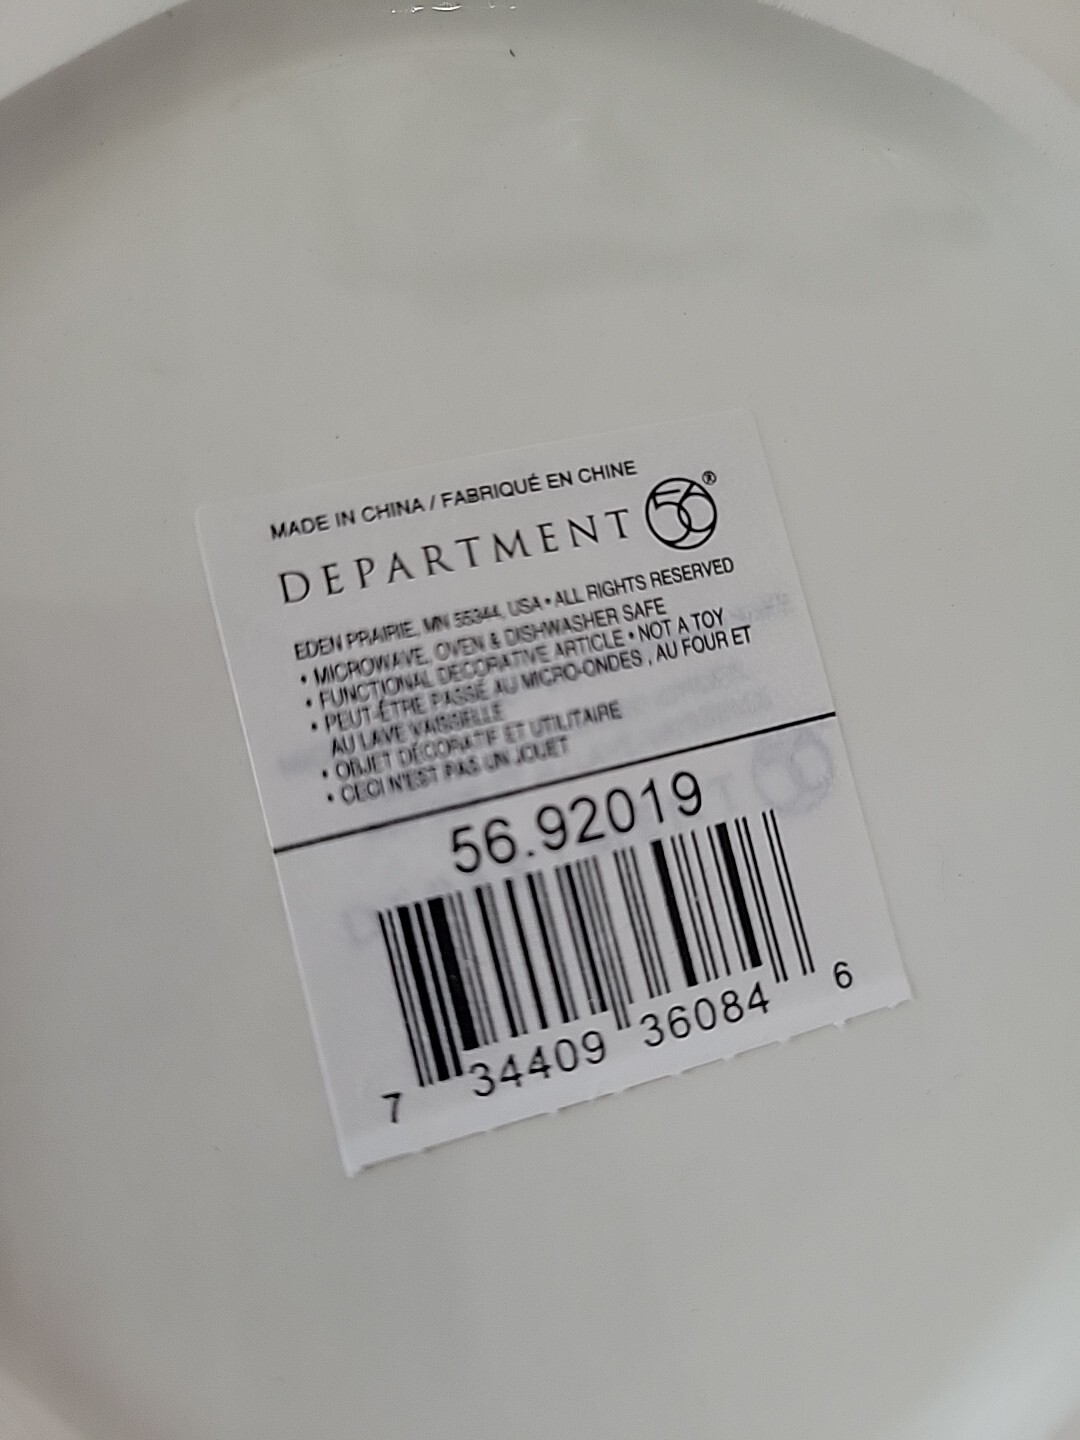 MADE IN CHINA / FABRIQUÉ EN CHINE
DEPARTMENT 56®
EDEN PRAIRIE, MN 55344, USA • ALL RIGHTS RESERVED
• MICROWAVE, OVEN & DISHWASHER SAFE
• FUNCTIONAL DECORATIVE ARTICLE • NOT A TOY
• PEUT-ÊTRE PASSÉ AU MICRO-ONDES , AU FOUR ET
AU LAVE VAISSELLE
• OBJET DÉCORATIF ET UTILITAIRE
• CECI N'EST PAS UN JOUET
56.92019
7 34409 36084 6